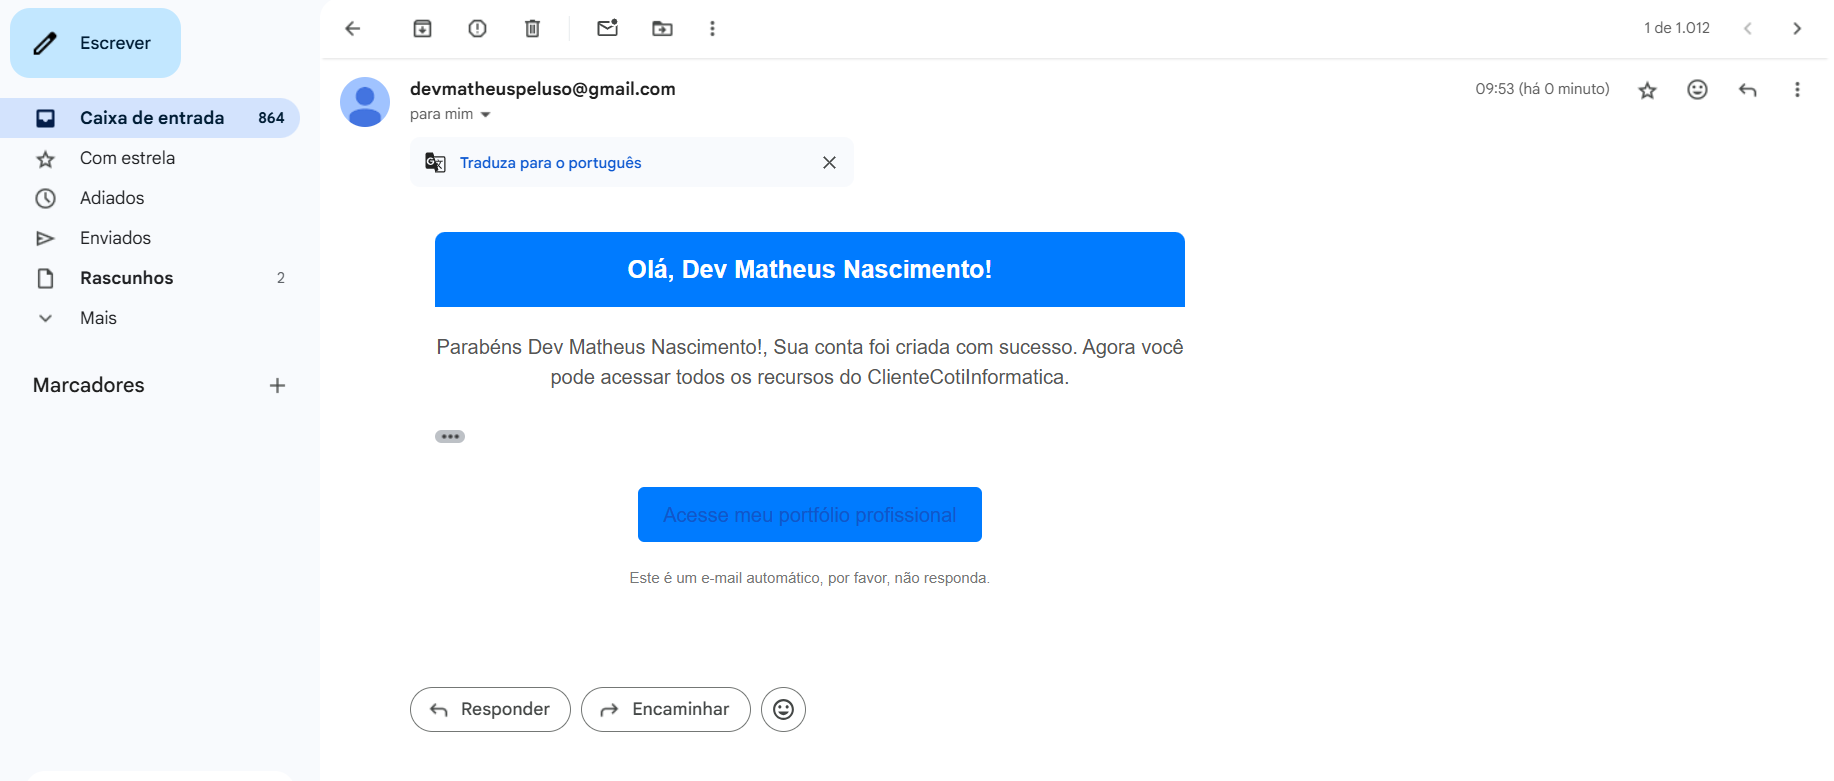 Escrever
Caixa de entrada 864
Com estrela
Adiados
Enviados
Rascunhos 2
Mais
Marcadores
1 de 1.012
devmatheuspeluso@gmail.com
09:53 (há 0 minuto)
para mim
Traduza para o português
Olá, Dev Matheus Nascimento!
Parabéns Dev Matheus Nascimento!, Sua conta foi criada com sucesso. Agora você
pode acessar todos os recursos do ClienteCotiInformatica.
Acesse meu portfólio profissional
Este é um e-mail automático, por favor, não responda.
Responder
Encaminhar